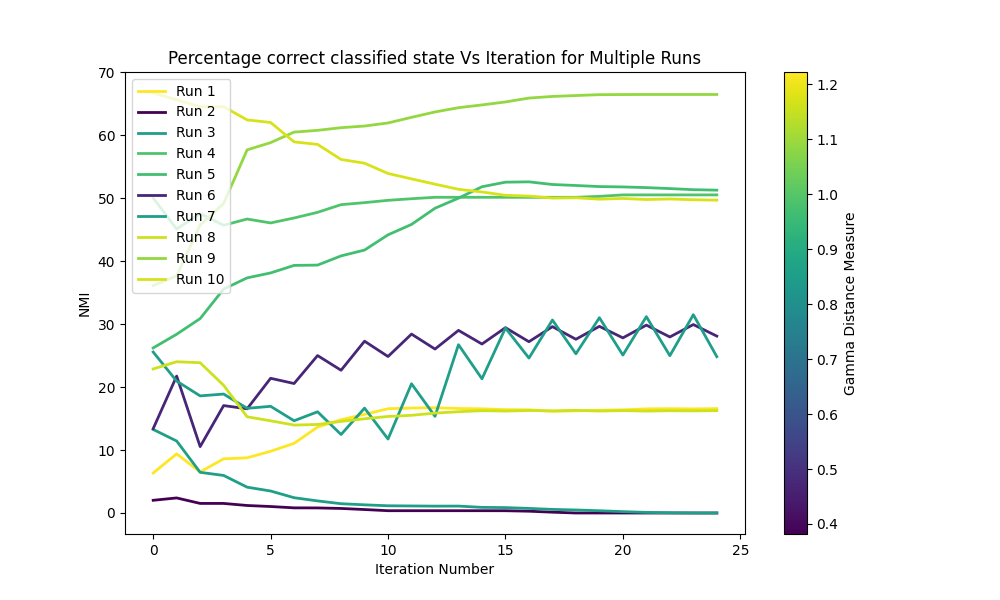 Percentage correct classified state Vs Iteration for Multiple Runs
70
60
50
40
30
20
10
0
NMI
Run 1
Run 2
Run 3
Run 4
Run 5
Run 6
Run 7
Run 8
Run 9
Run 10
0 5 10 15 20 25
Iteration Number
1.2
1.1
1.0
0.9
0.8
0.7
0.6
0.5
0.4
Gamma Distance Measure